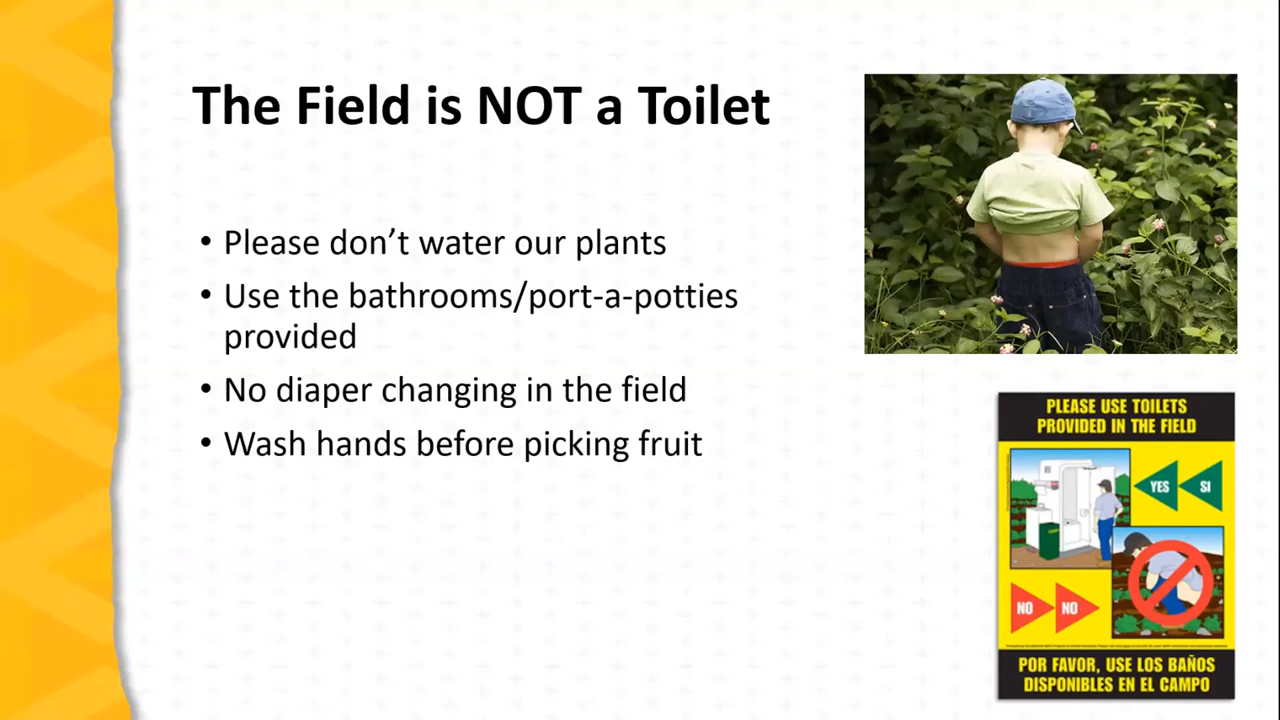 The Field is NOT a Toilet
• Please don’t water our plants
• Use the bathrooms/port-a-potties
provided
• No diaper changing in the field
• Wash hands before picking fruit
PLEASE USE TOILETS
PROVIDED IN THE FIELD
YES SI
NO NO
POR FAVOR, USE LOS BAÑOS
DISPONIBLES EN EL CAMPO